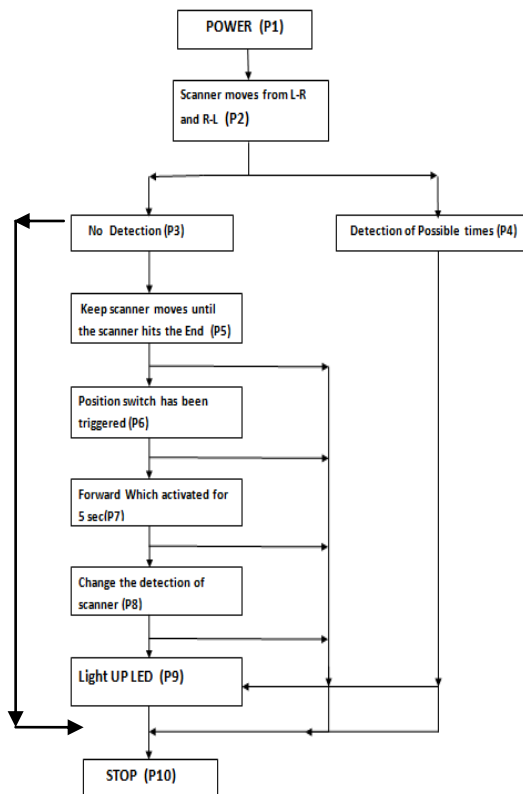 POWER (P1)
Scanner moves from L-R
and R-L (P2)
No Detection (P3)
Detection of Possible times (P4)
Keep scanner moves until
the scanner hits the End (P5)
Position switch has been
triggered (P6)
Forward Which activated for
5 sec(P7)
Change the detection of
scanner (P8)
Light UP LED (P9)
STOP (P10)